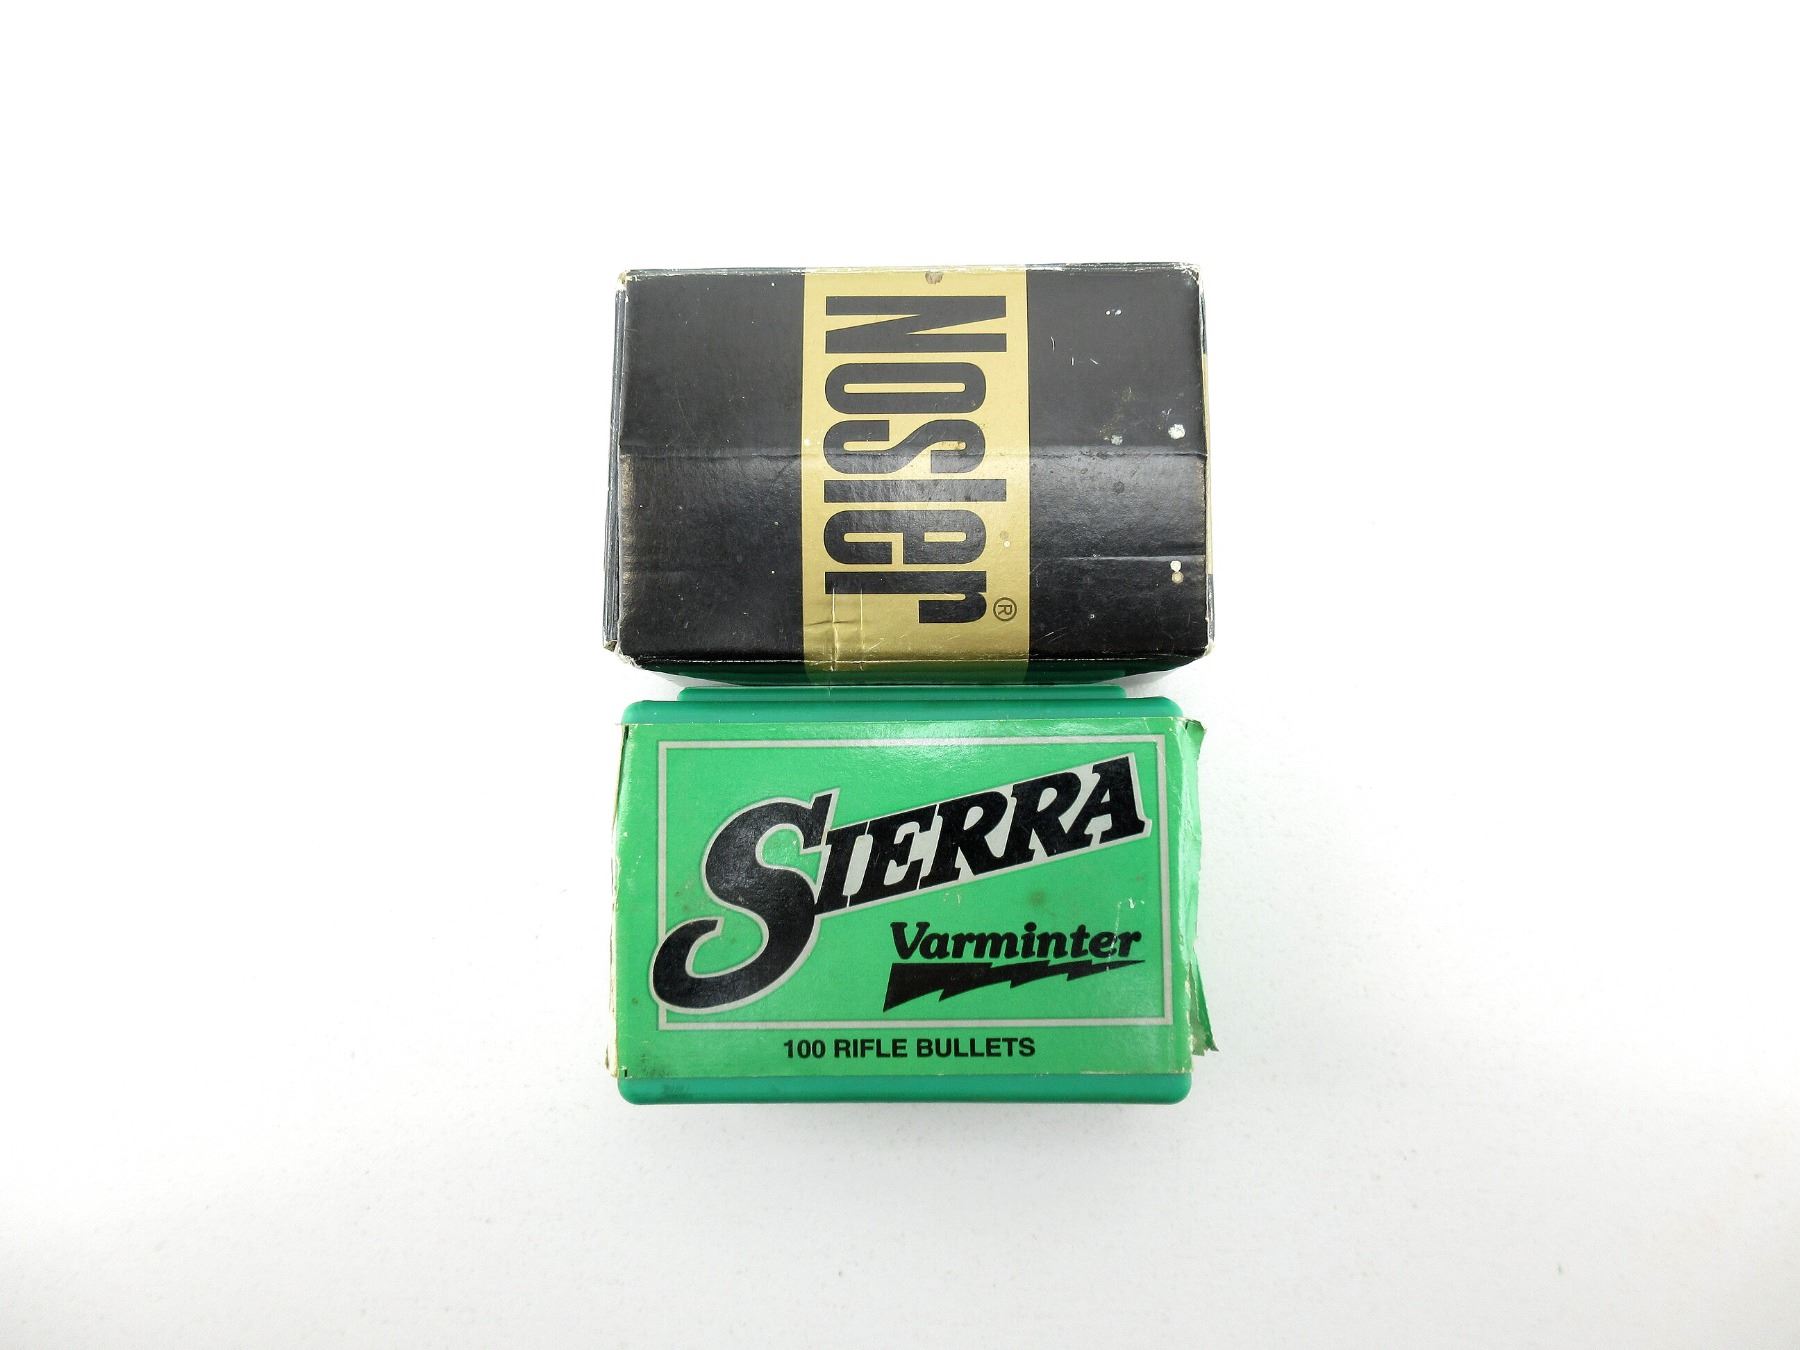 Nosler®
SIERRA
Varminter
100 RIFLE BULLETS